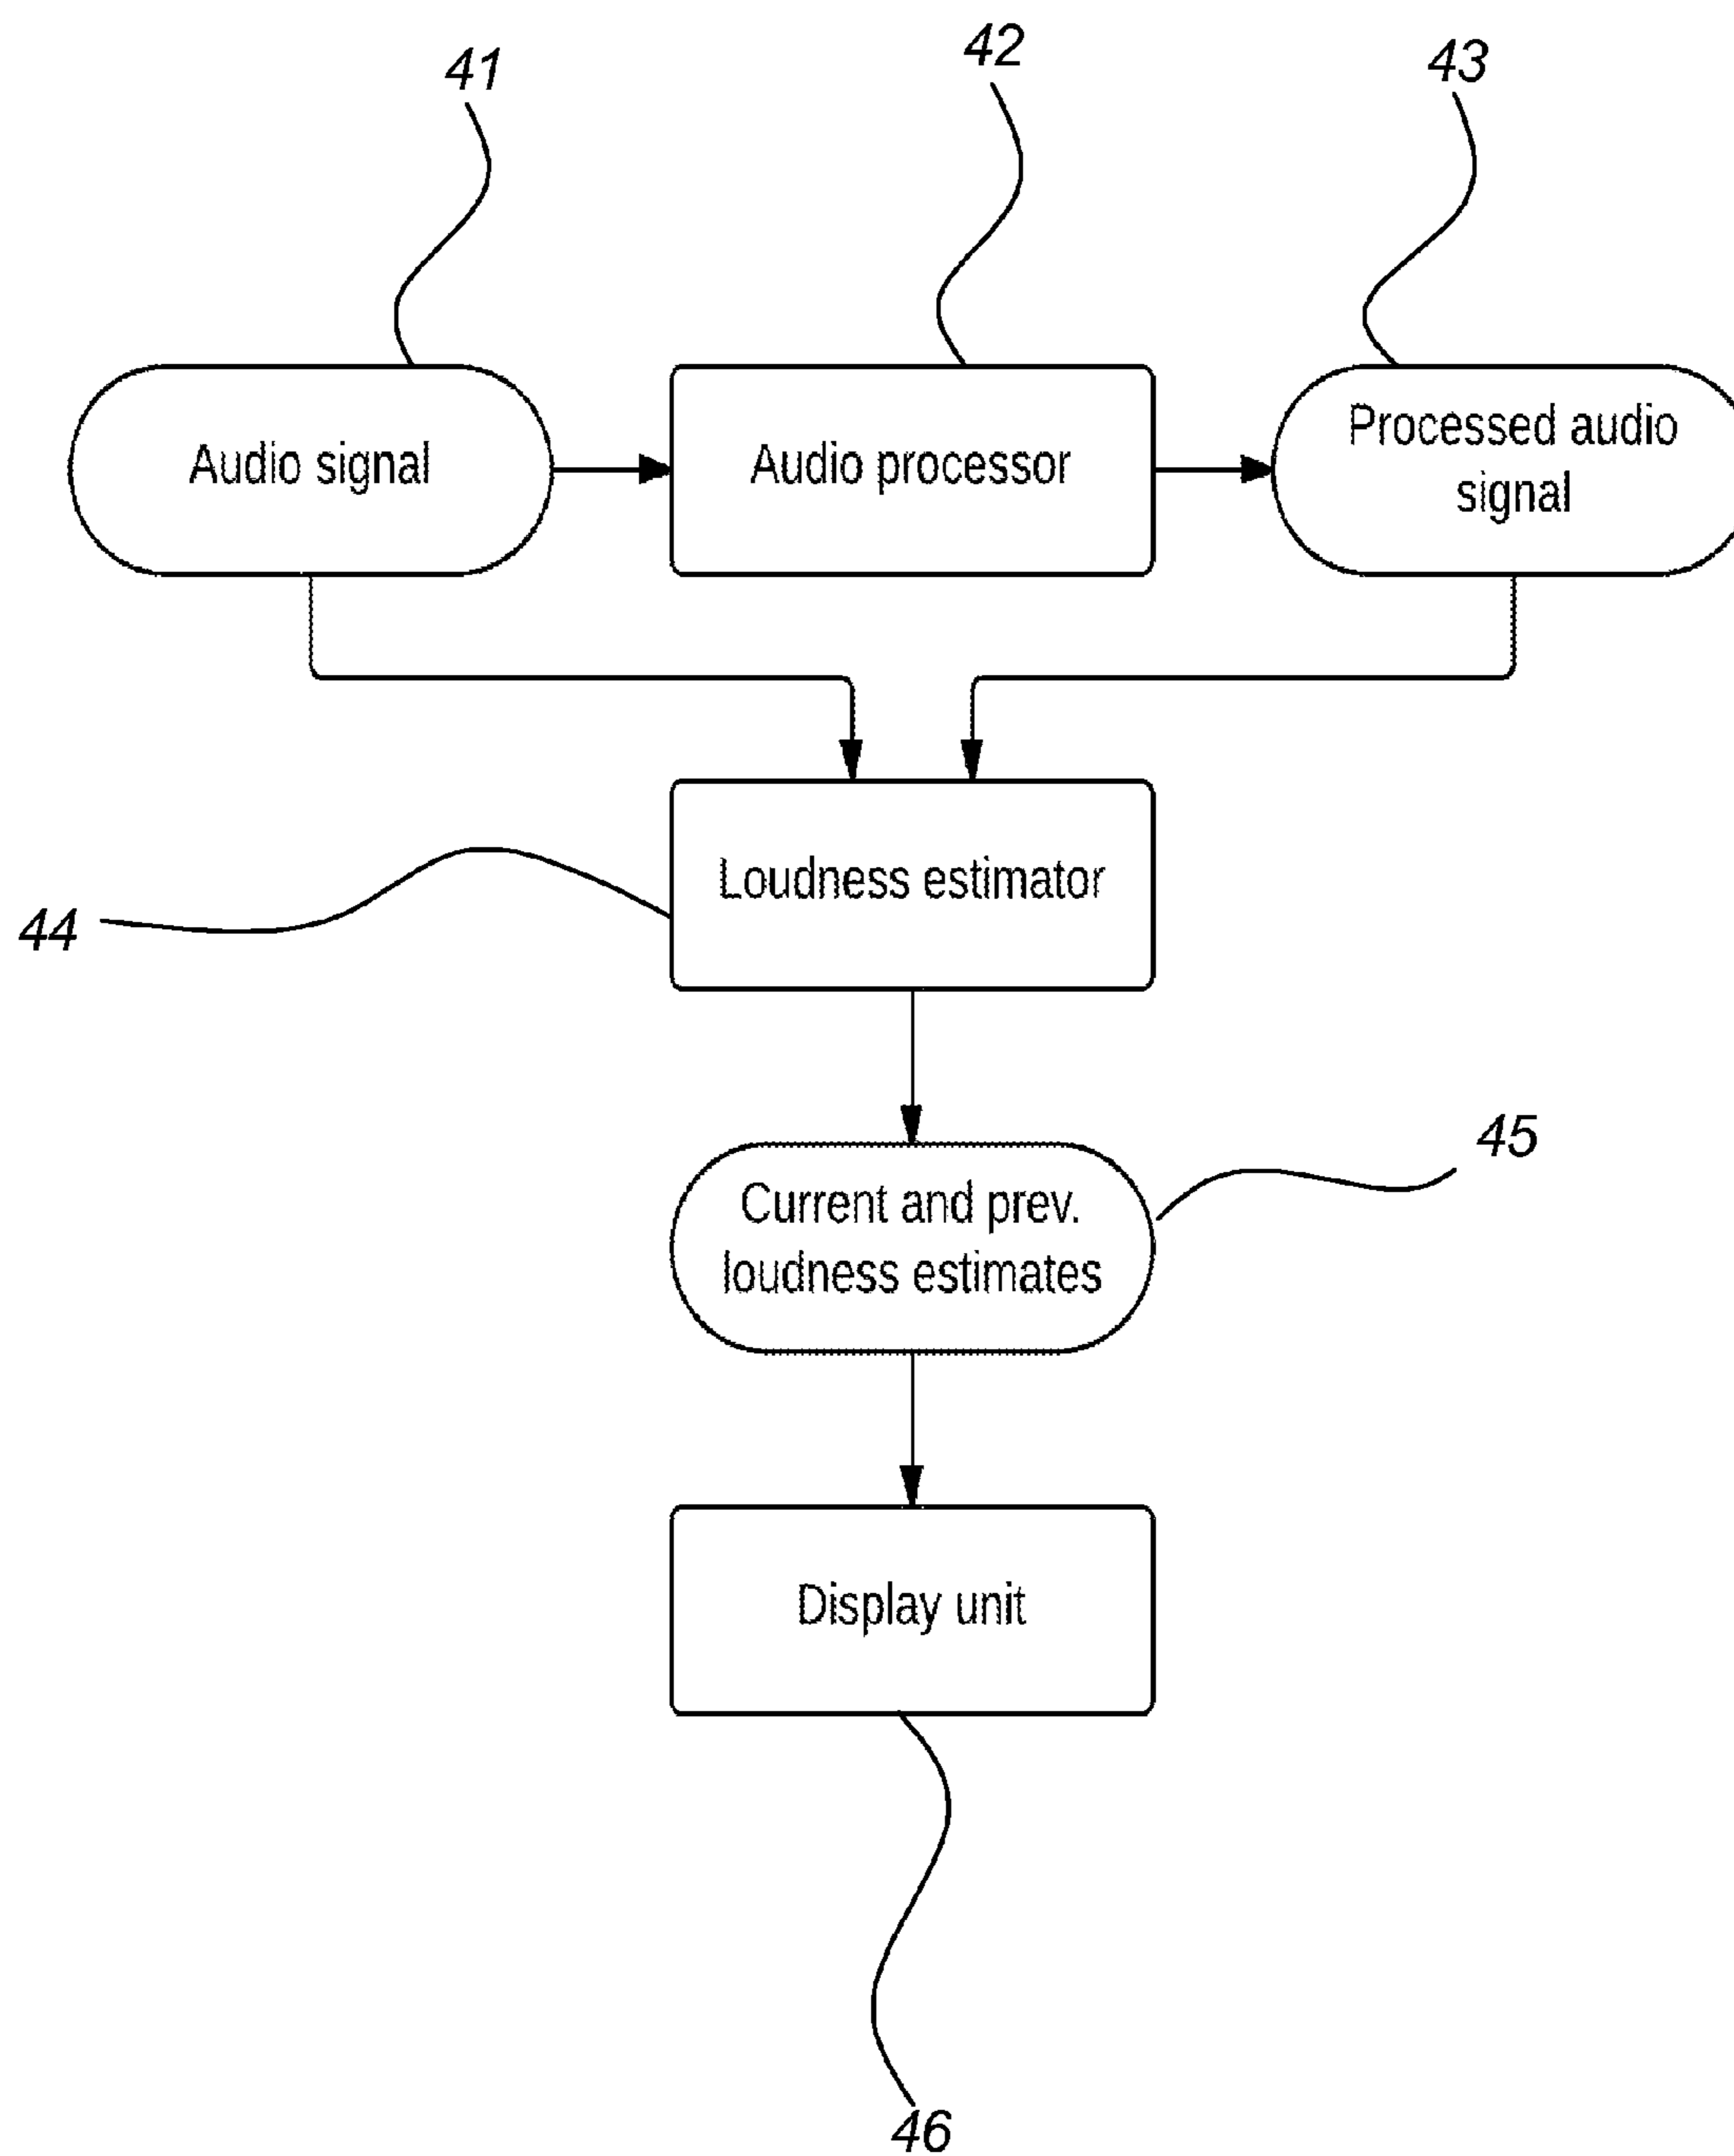 41
42
43
Audio signal
Audio processor
Processed audio
signal
Loudness estimator
44
45
Current and prev.
loudness estimates
Display unit
46